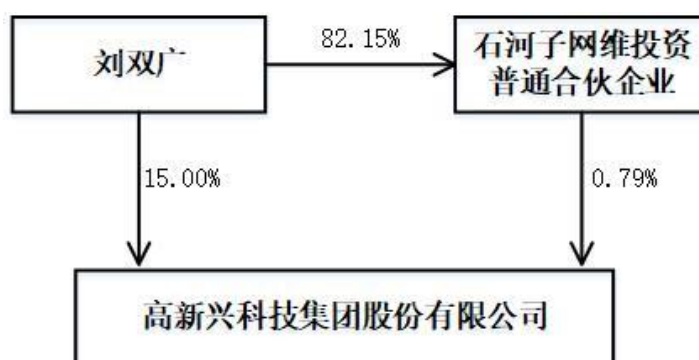 刘双广
82.15%
石河子网维投资
普通合伙企业
15.00%
0.79%
高新兴科技集团股份有限公司